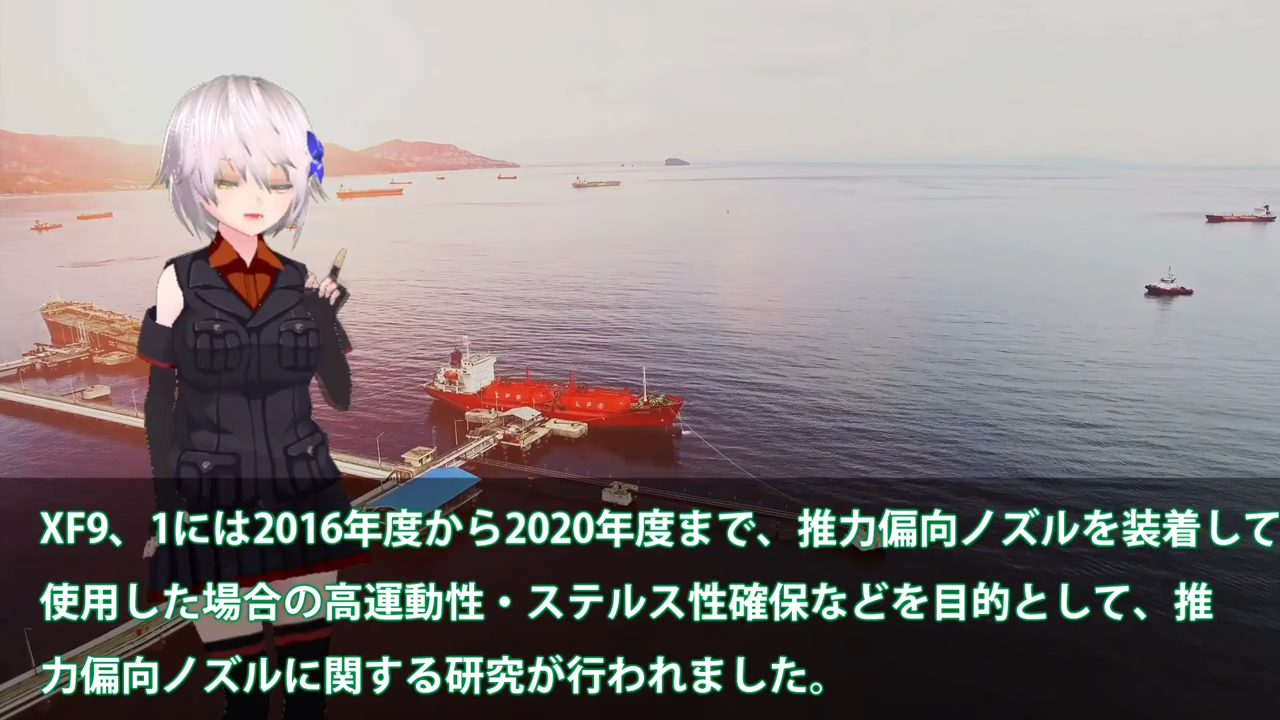 XF9、1には2016年度から2020年度まで、推力偏向ノズルを装着して
使用した場合の高運動性・ステルス性確保などを目的として、推
力偏向ノズルに関する研究が行われました。